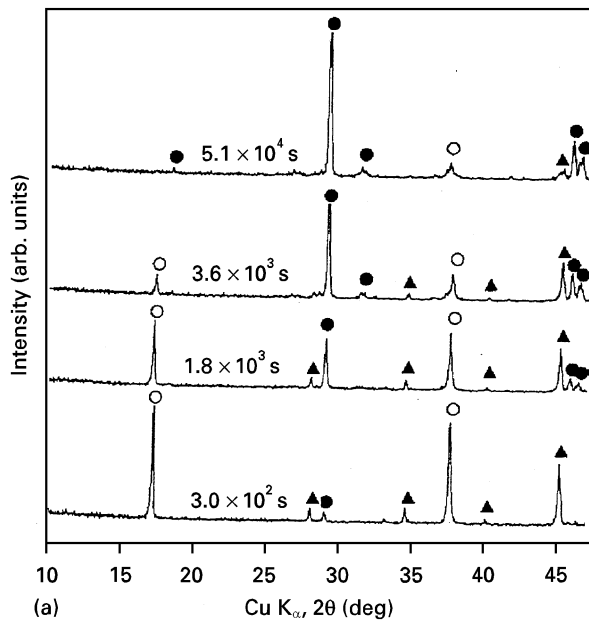 5.1 × 10⁴ s
3.6 × 10³ s
1.8 × 10³ s
3.0 × 10² s
Intensity (arb. units)
10 15 20 25 30 35 40 45
(a) Cu Kα, 2θ (deg)